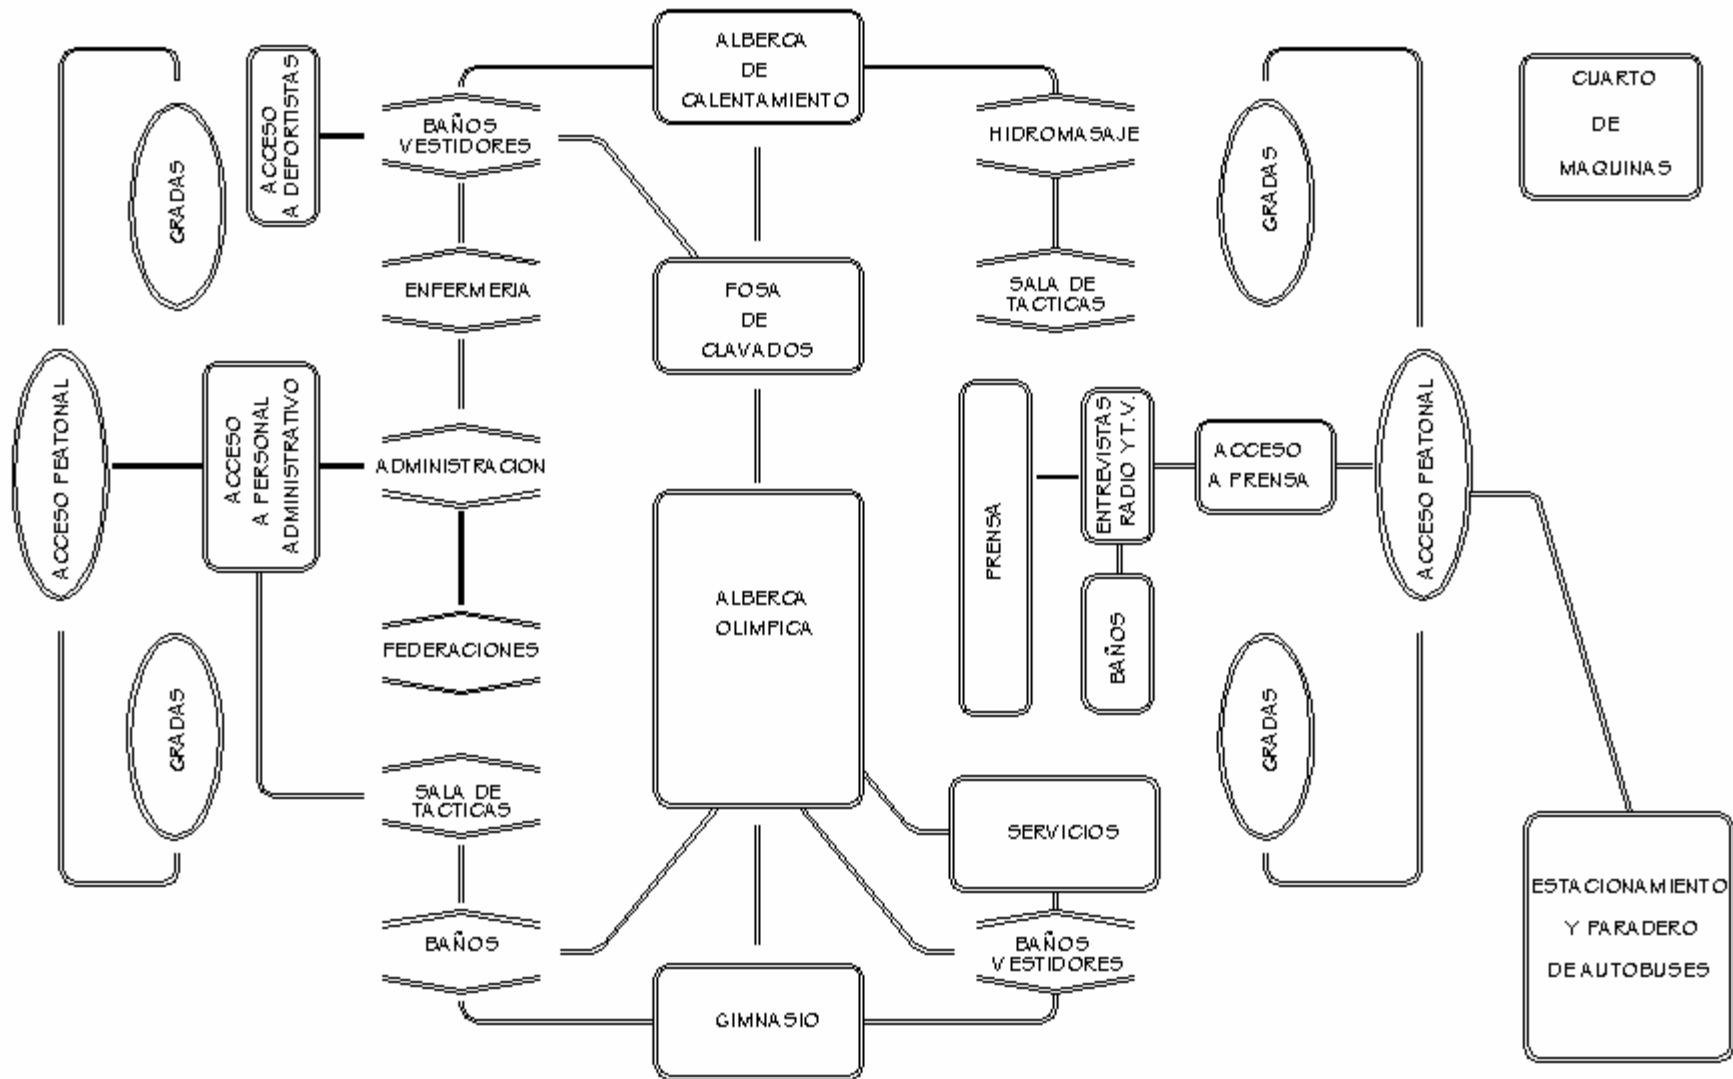 ALBERCA
DE
CALENTAMIENTO
CUARTO
DE
MAQUINAS
ACCESO
A DEPORTISTAS
BAÑOS
VESTIDORES
HIDROMASAJE
GRADAS
GRADAS
ENFERMERIA
FOSA
DE
CLAVADOS
SALA DE
TACTICAS
ACCESO PEATONAL
ACCESO
A PERSONAL
ADMINISTRATIVO
ADMINISTRACION
PRENSA
ENTREVISTAS
RADIO Y T.V.
ACCESO
A PRENSA
ACCESO PEATONAL
ALBERCA
OLIMPICA
FEDERACIONES
BAÑOS
GRADAS
GRADAS
SALA DE
TACTICAS
SERVICIOS
ESTACIONAMIENTO
Y PARADERO
DE AUTOBUSES
BAÑOS
BAÑOS
VESTIDORES
GIMNASIO